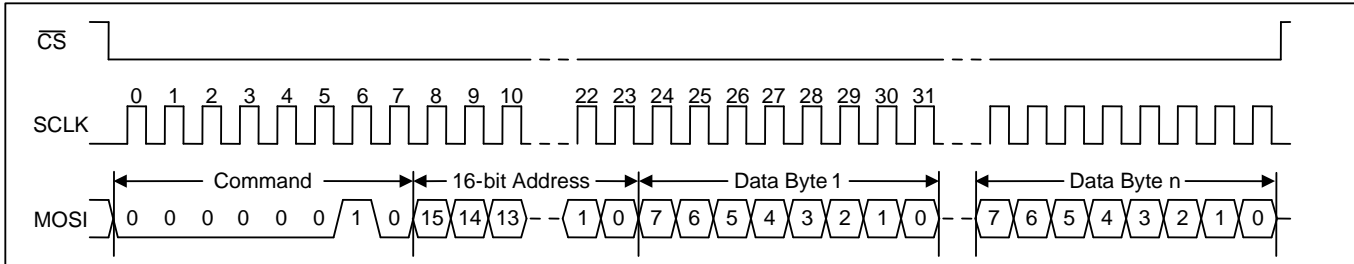 CS
0 1 2 3 4 5 6 7 8 9 10 22 23 24 25 26 27 28 29 30 31
SCLK
Command 16-bit Address Data Byte 1 Data Byte n
MOSI 0 0 0 0 0 0 1 0 15 14 13 1 0 7 6 5 4 3 2 1 0 7 6 5 4 3 2 1 0